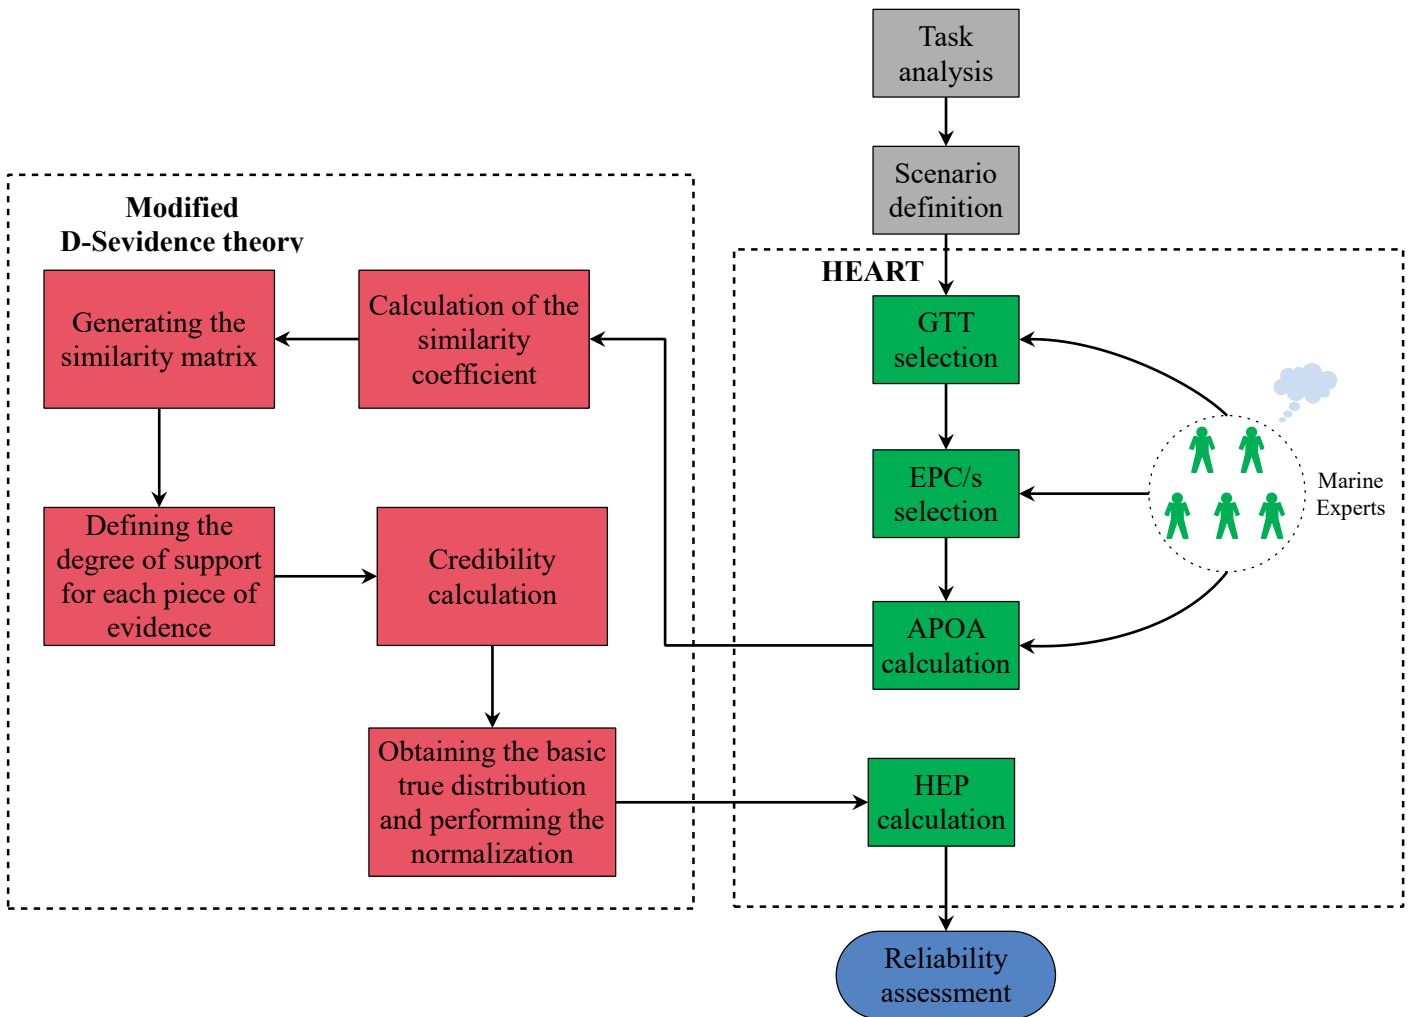 Task
analysis
Scenario
definition
Modified
D-Sevidence theory
HEART
Generating the
similarity matrix
Calculation of the
similarity
coefficient
GTT
selection
EPC/s
selection
Marine
Experts
Defining the
degree of support
for each piece of
evidence
Credibility
calculation
APOA
calculation
Obtaining the basic
true distribution
and performing the
normalization
HEP
calculation
Reliability
assessment